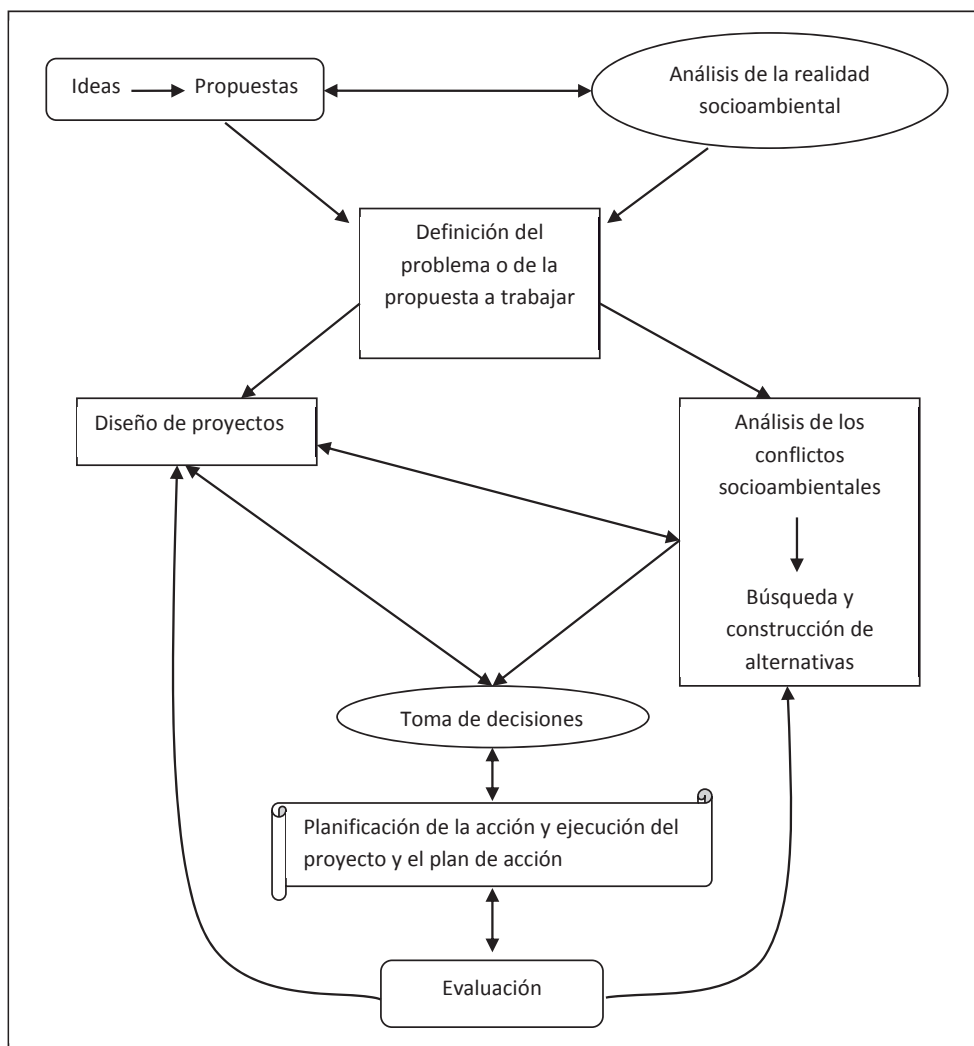 Ideas Propuestas
Análisis de la realidad
socioambiental
Definición del
problema o de la
propuesta a trabajar
Diseño de proyectos
Análisis de los
conflictos
socioambientales
Búsqueda y
construcción de
alternativas
Toma de decisiones
Planificación de la acción y ejecución del
proyecto y el plan de acción
Evaluación